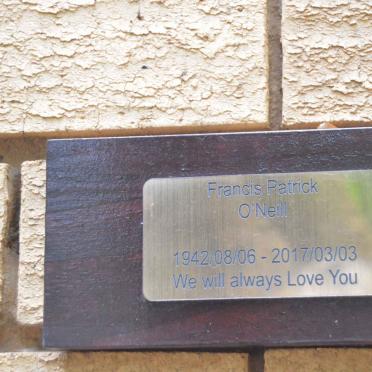 Francis Patrick
O'Neill
1942/08/06 - 2017/03/03
We will always Love You